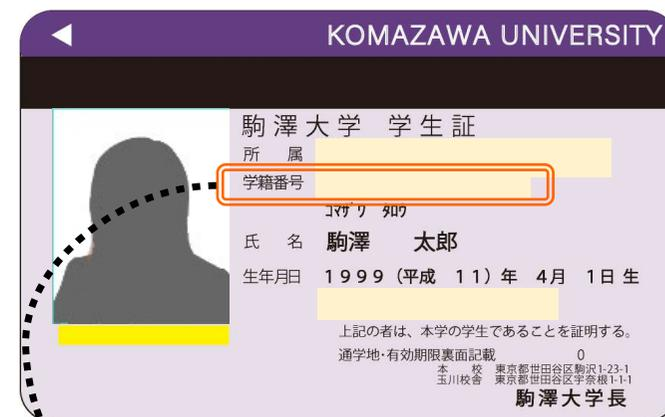 KOMAZAWA UNIVERSITY
駒澤大学 学生証
所 属
学籍番号
コマザワ タロウ
氏 名 駒澤 太郎
生年月日 1999 (平成 11) 年 4月 1日 生
上記の者は、本学の学生であることを証明する。
通学地・有効期限裏面記載 0
本 校 東京都世田谷区駒沢1-23-1
玉川校舎 東京都世田谷区宇奈根1-1-1
駒澤大学長